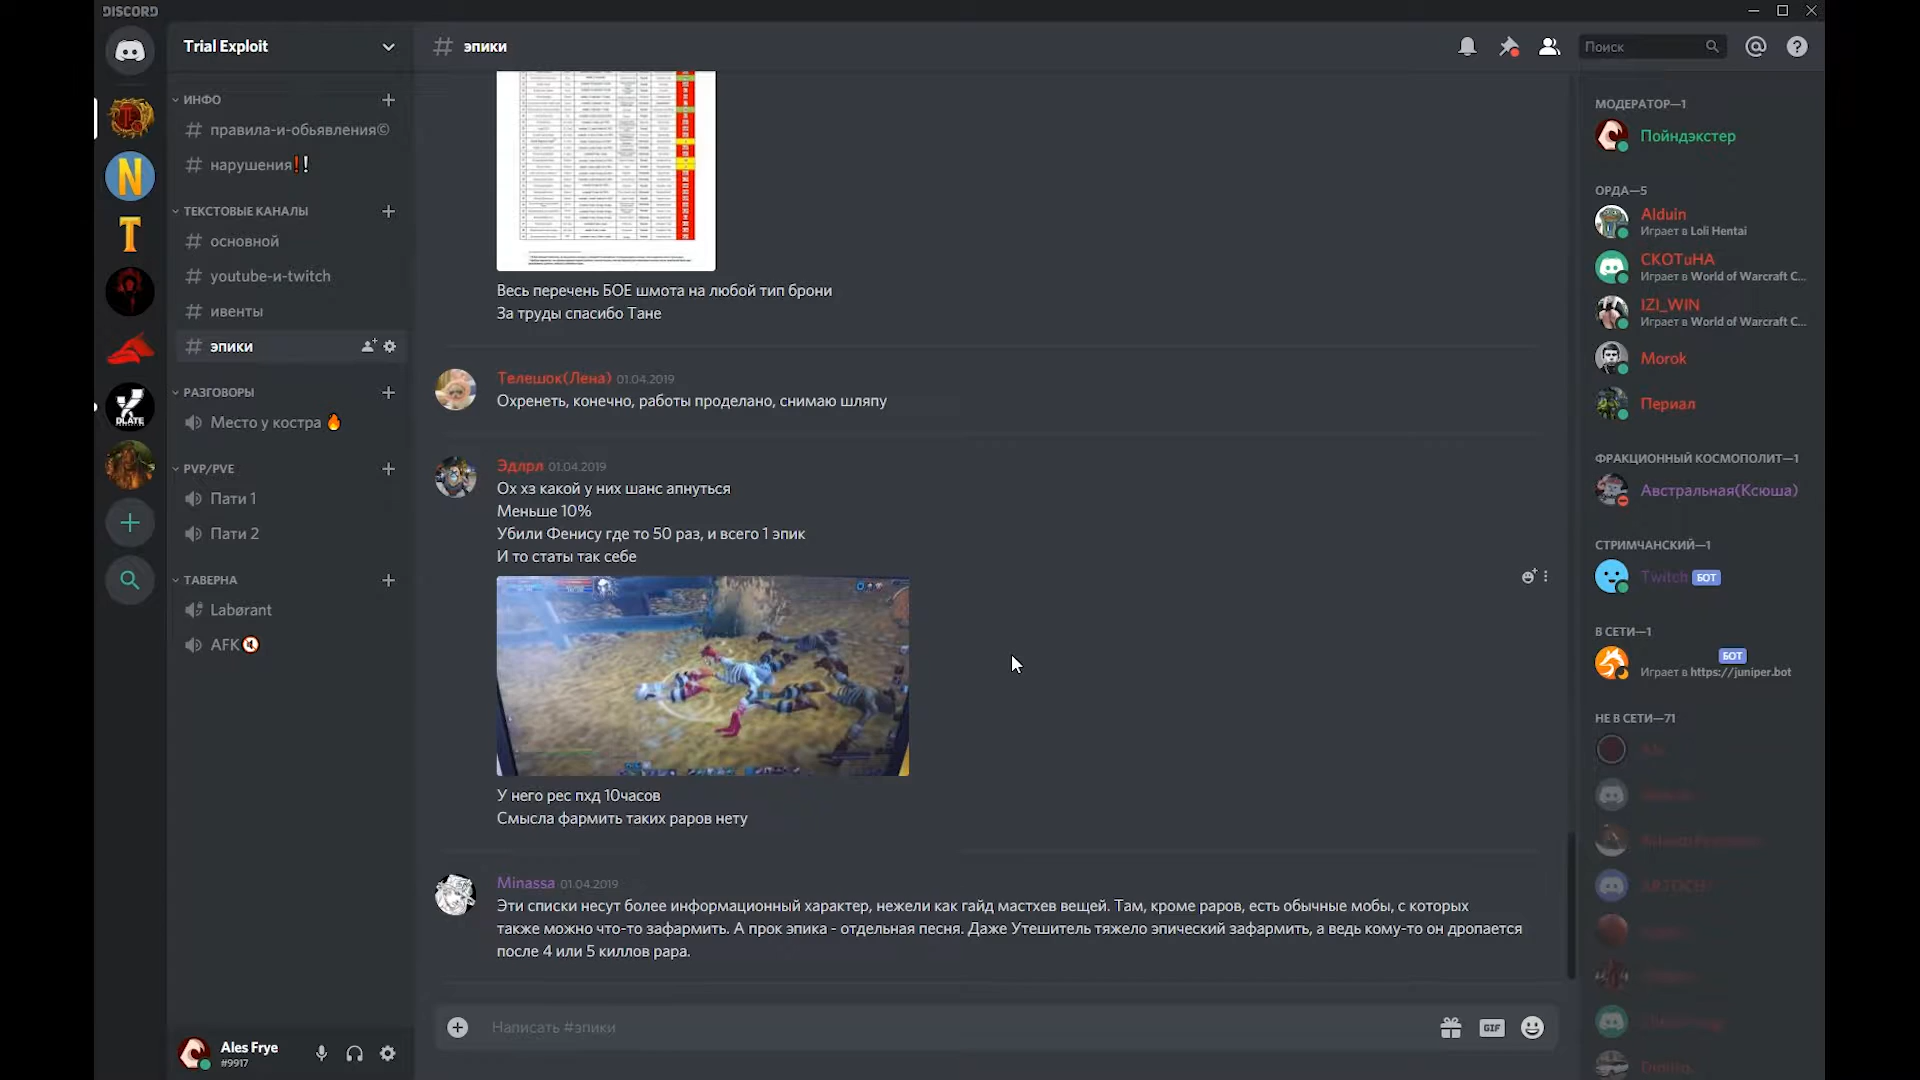 DISCORD
Trial Exploit
ИНФО
правила-и-обьявления©
нарушения❗❕
ТЕКСТОВЫЕ КАНАЛЫ
основной
youtube-и-twitch
ивенты
эпики
РАЗГОВОРЫ
Место у костра 🔥
PVP/PVE
Пати 1
Пати 2
ТАВЕРНА
Labørant
AFK
Ales Frye
#9917
N
T
DLATE
эпики
Поиск
Весь перечень БОЕ шмота на любой тип брони
За труды спасибо Тане
Телешок(Лена) 01.04.2019
Охренеть, конечно, работы проделано, снимаю шляпу
Эдлрл 01.04.2019
Ох хз какой у них шанс апнуться
Меньше 10%
Убили Фенису где то 50 раз, и всего 1 эпик
И то статы так себе
У него рес пхд 10часов
Смысла фармить таких раров нету
Minassa 01.04.2019
Эти списки несут более информационный характер, нежели как гайд мастхев вещей. Там, кроме раров, есть обычные мобы, с которых
также можно что-то зафармить. А прок эпика - отдельная песня. Даже Утешитель тяжело эпический зафармить, а ведь кому-то он дропается
после 4 или 5 киллов рара.
Написать #эпики
GIF
МОДЕРАТОР—1
Пойндэкстер
ОРДА—5
Alduin
Играет в Loli Hentai
СКОТuНА
Играет в World of Warcraft C...
IZI_WIN
Играет в World of Warcraft C...
Morok
Периал
ФРАКЦИОННЫЙ КОСМОПОЛИТ—1
Австральная(Ксюша)
СТРИМЧАНСКИЙ—1
Twitch БОТ
В СЕТИ—1
БОТ
Играет в https://juniper.bot
НЕ В СЕТИ—71